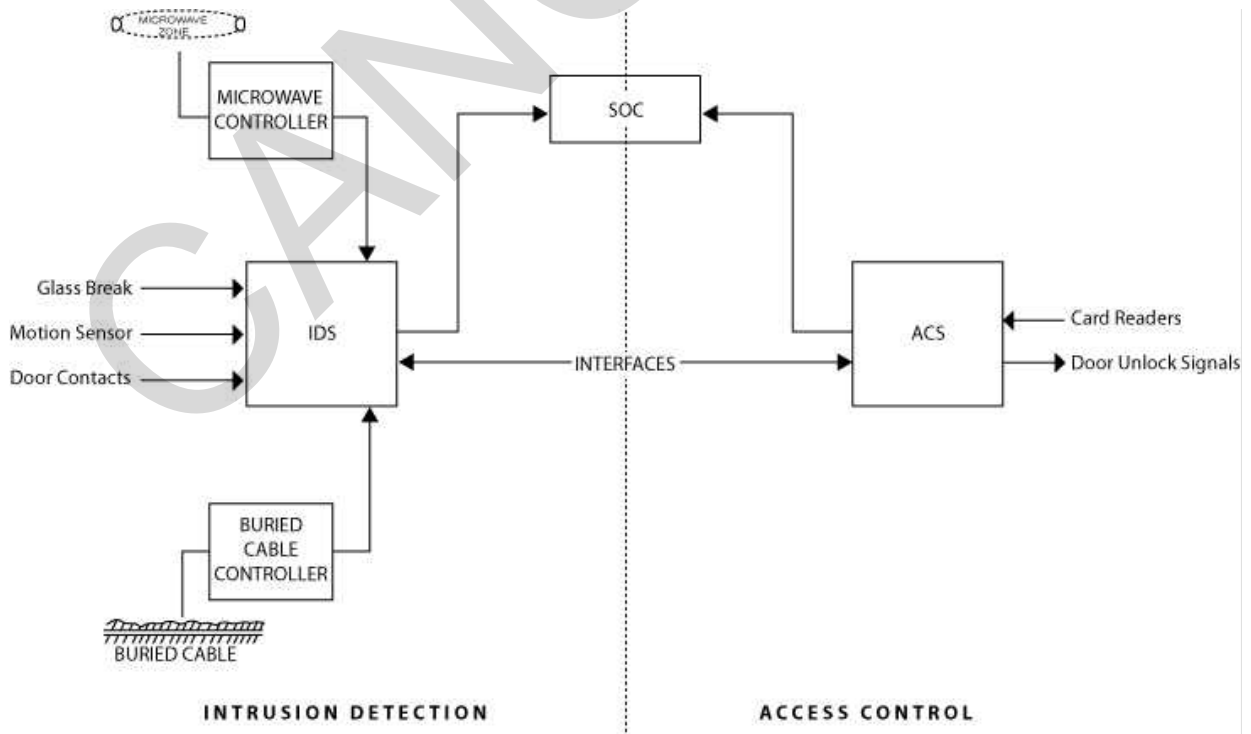 MICROWAVE
ZONE
MICROWAVE
CONTROLLER
SOC
Glass Break
Motion Sensor
Door Contacts
IDS
INTERFACES
ACS
Card Readers
Door Unlock Signals
BURIED
CABLE
CONTROLLER
BURIED CABLE
INTRUSION DETECTION
ACCESS CONTROL